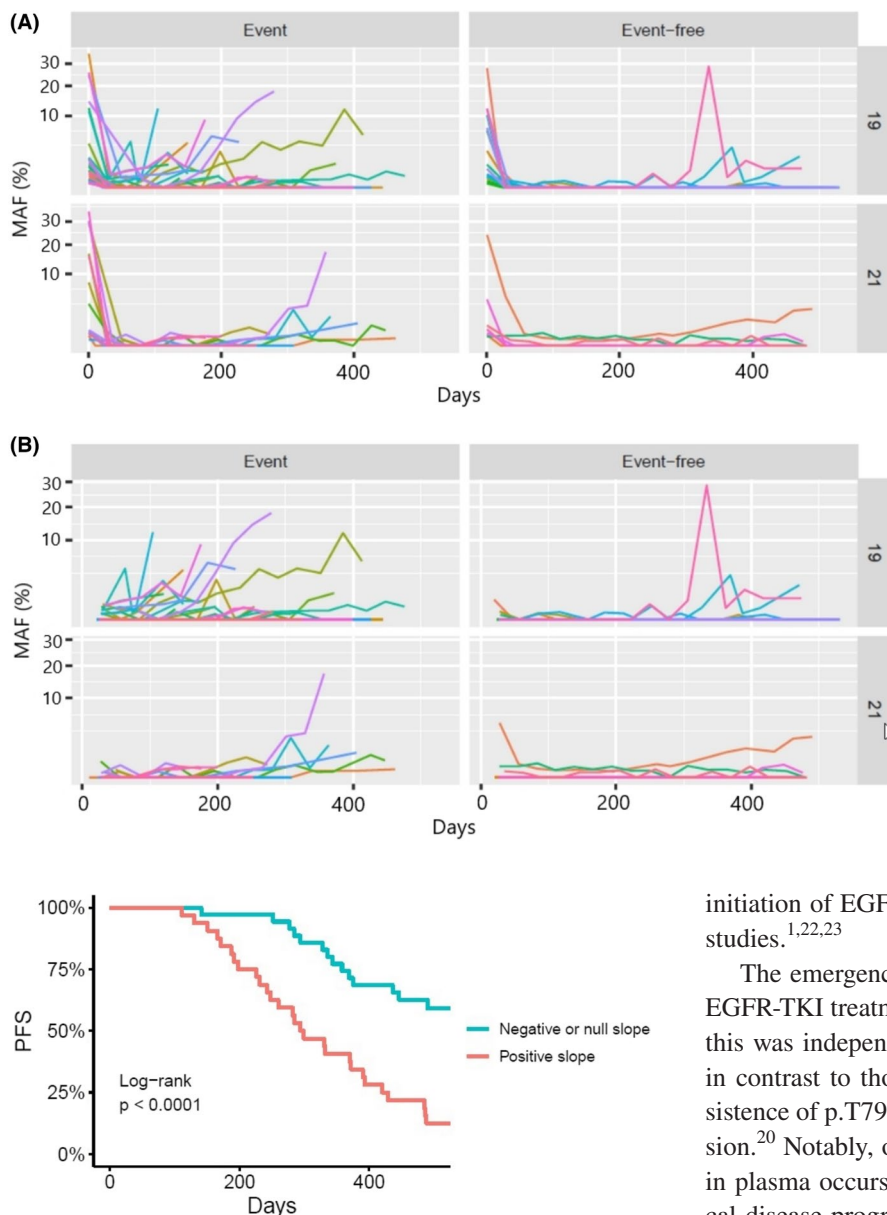 (A)
Event
Event−free
MAF (%)
30
20
10
19
30
20
10
21
0
200
400
0
200
400
Days
(B)
Event
Event−free
MAF (%)
30
20
10
19
30
20
10
21
0
200
400
0
200
400
Days
PFS
100%
75%
50%
25%
0%
Log−rank
p < 0.0001
0
200
400
Days
Negative or null slope
Positive slope
initiation of EGF
studies.1,22,23
The emergenc
EGFR-TKI treatn
this was indepen
in contrast to tho
sistence of p.T79
sion.20 Notably, o
in plasma occurs
cal disease progr